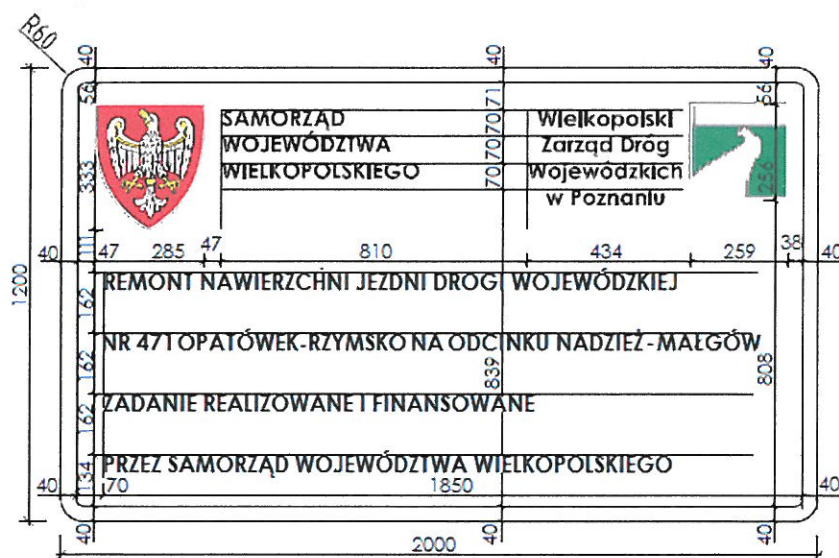 R60
40 40 40
56 71 56
SAMORZĄD Wielkopolski
WOJEWÓDZTWA Zarząd Dróg
WIELKOPOLSKIEGO Wojewódzkich
w Poznaniu
70 70 70
333 256
40 111 47 285 47 810 434 259 38 40
1200
REMONT NAWIERZCHNI JEZDNI DROGI WOJEWÓDZKIEJ
162
NR 471 OPATÓWEK-RZYMSKO NA ODCINKU NADZIEŻ-MAŁGÓW
162 839 808
ZADANIE REALIZOWANE I FINANSOWANE
162
PRZEZ SAMORZĄD WOJEWÓDZTWA WIELKOPOLSKIEGO
40 134 70 1850 40
40 40 40
2000